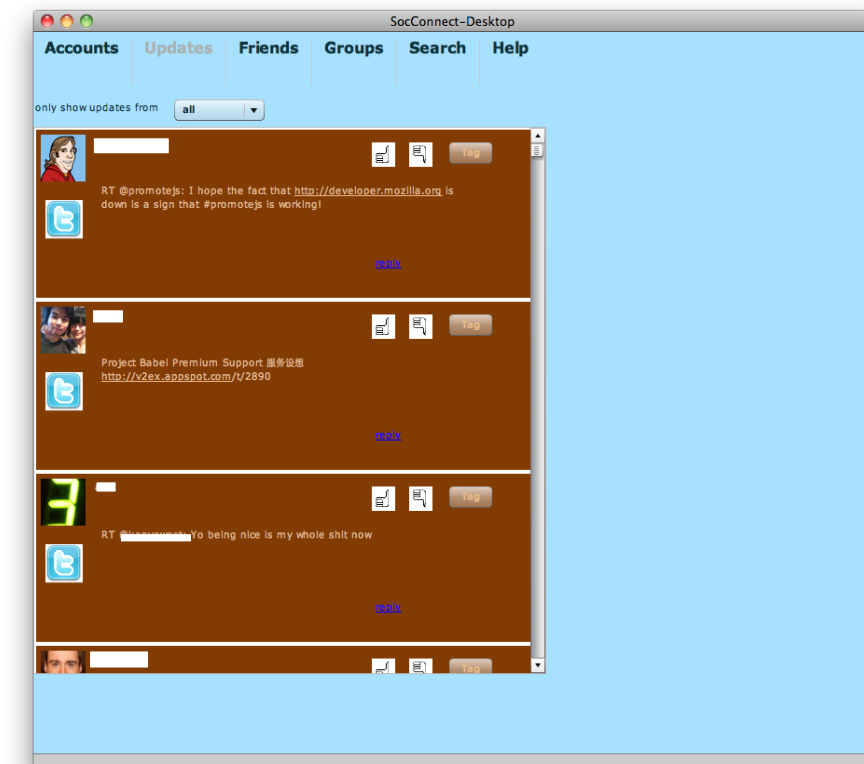 SocConnect-Desktop
Accounts Updates Friends Groups Search Help
only show updates from all
Tag
RT @promotejs: I hope the fact that http://developer.mozilla.org is
down is a sign that #promotejs is working!
reply
Tag
Project Babel Premium Support 服务设想
http://v2ex.appspot.com/t/2890
reply
Tag
RT Yo being nice is my whole shit now
reply
Tag